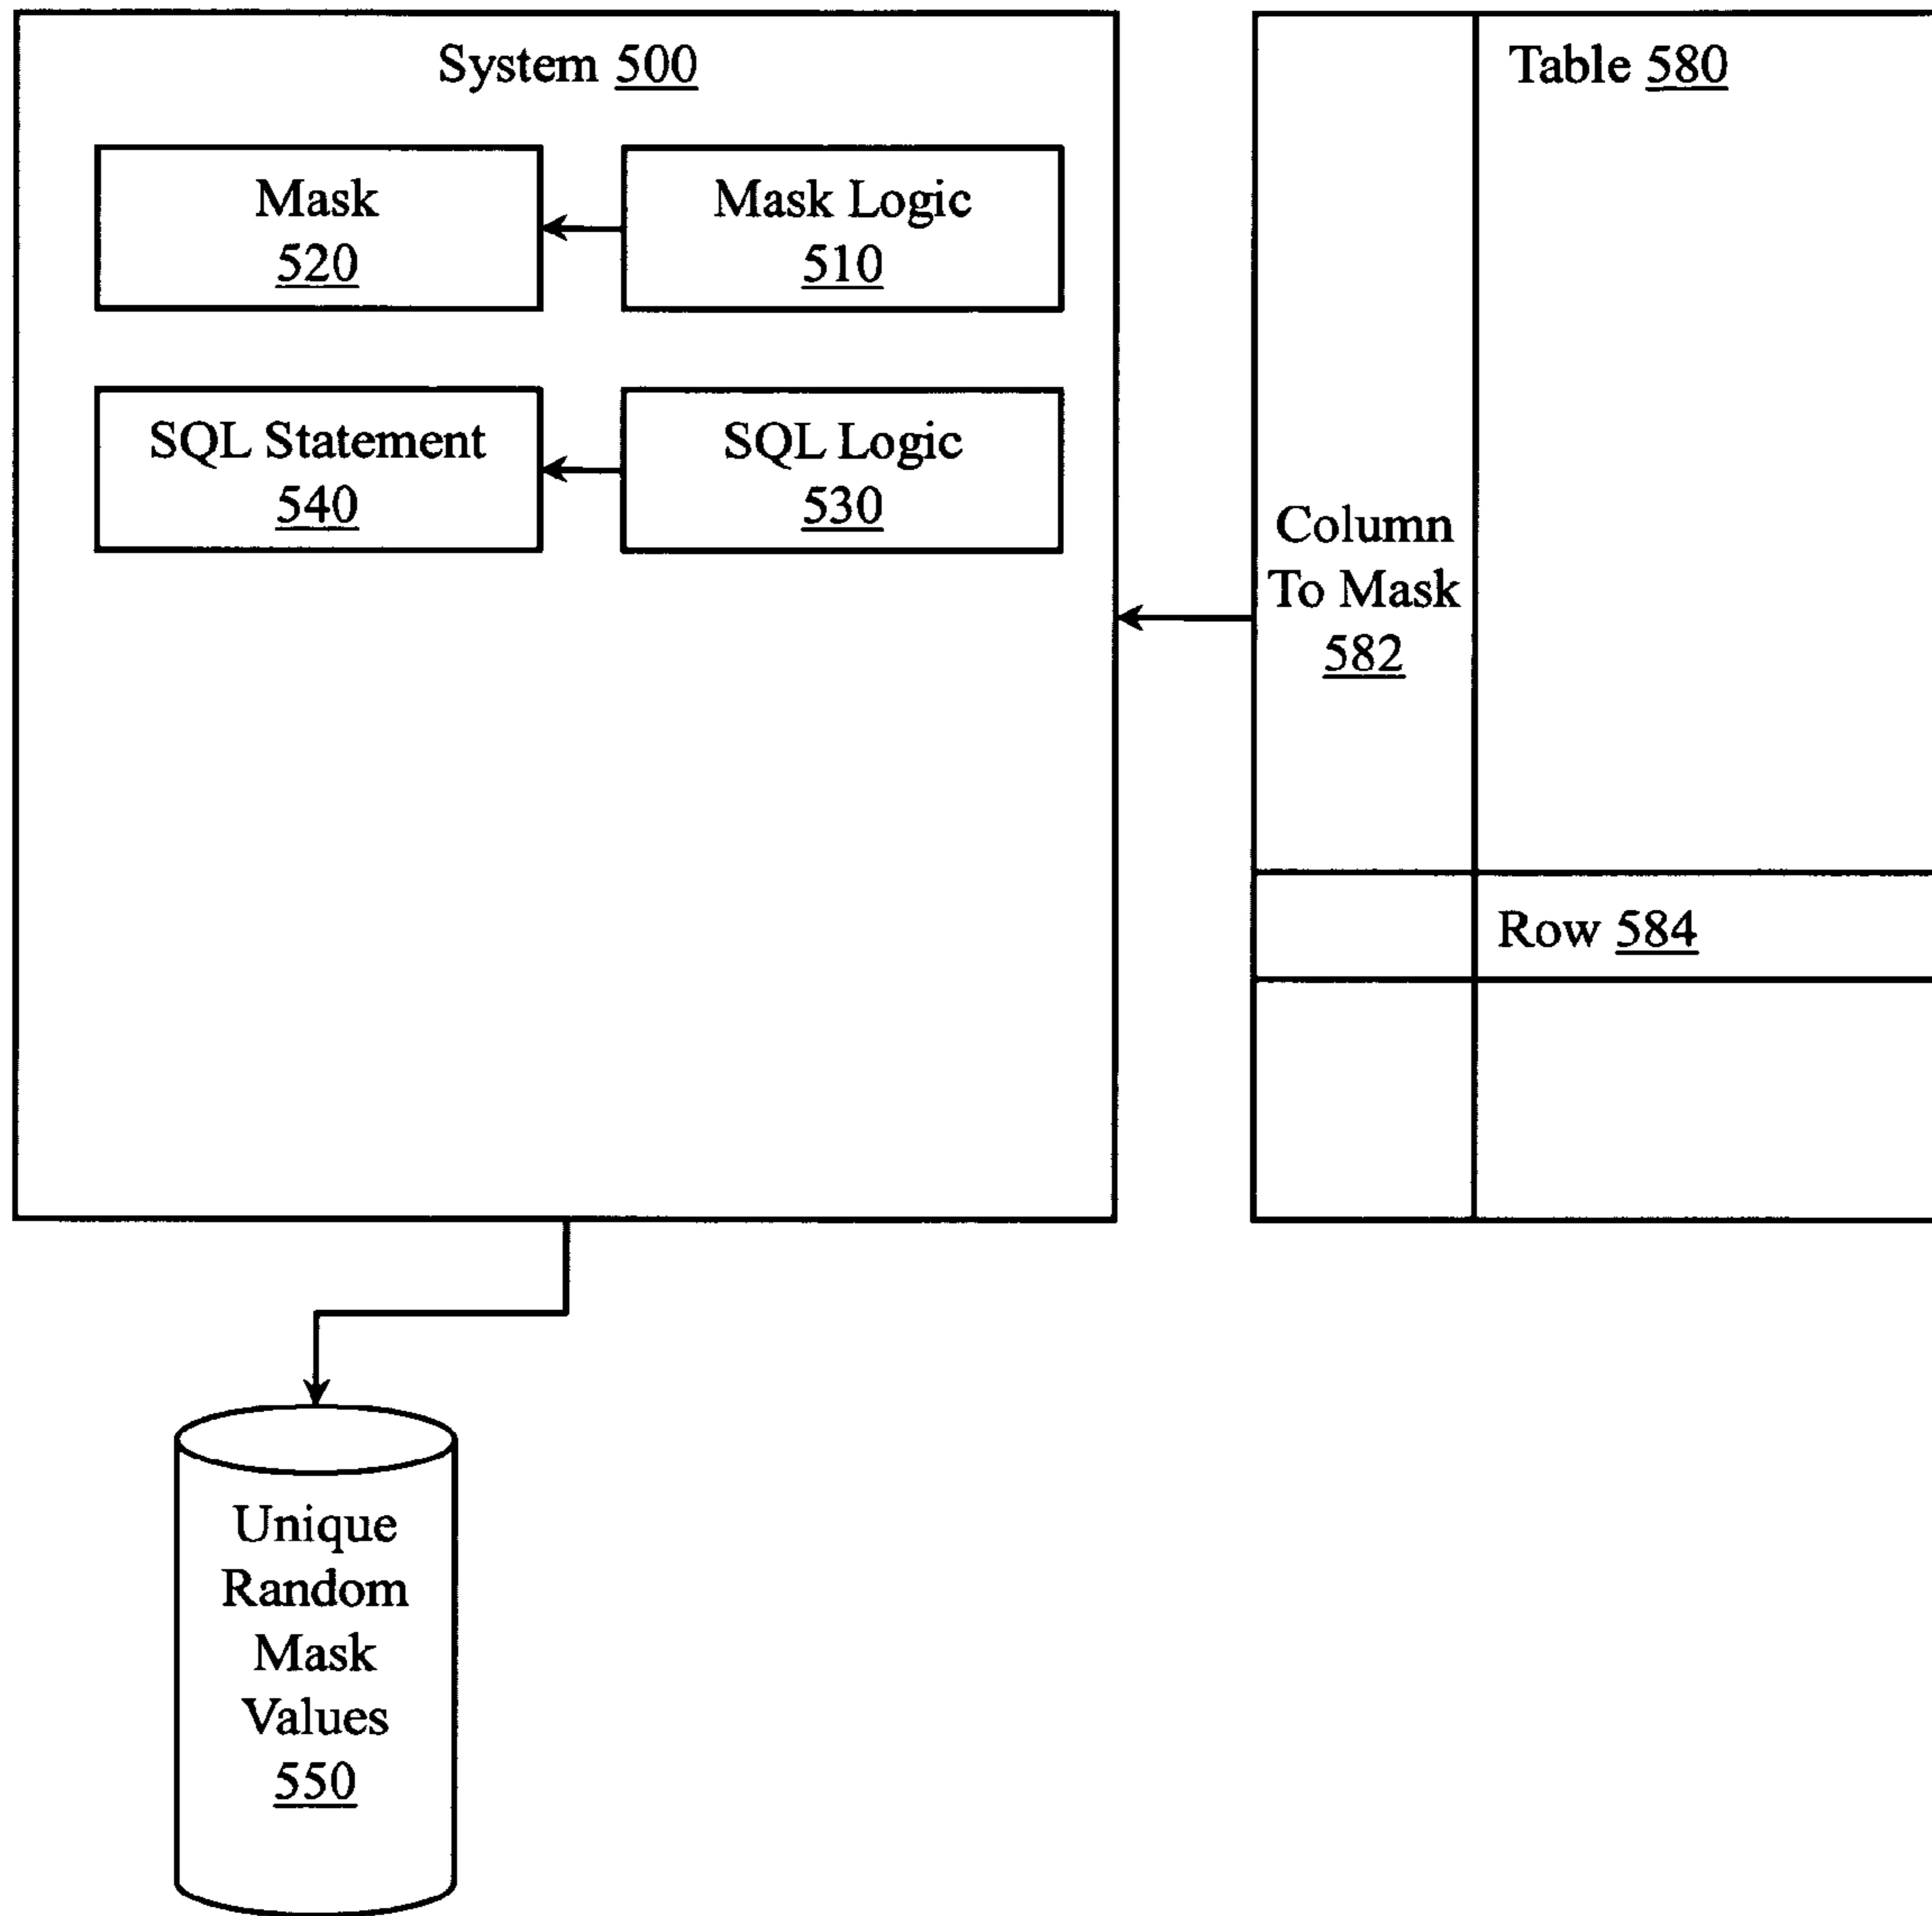 System 500
Mask
520
Mask Logic
510
SQL Statement
540
SQL Logic
530
Table 580
Column
To Mask
582
Row 584
Unique
Random
Mask
Values
550